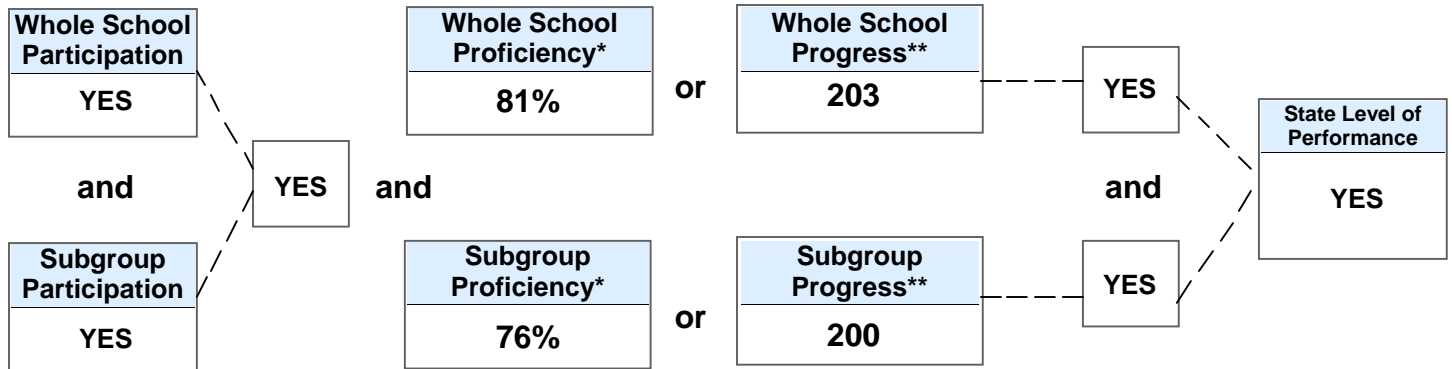 Whole School
Participation
YES
and
Subgroup
Participation
YES
YES
and
Whole School
Proficiency*
81%
or
Whole School
Progress**
203
YES
Subgroup
Proficiency*
76%
or
Subgroup
Progress**
200
YES
and
State Level of
Performance
YES